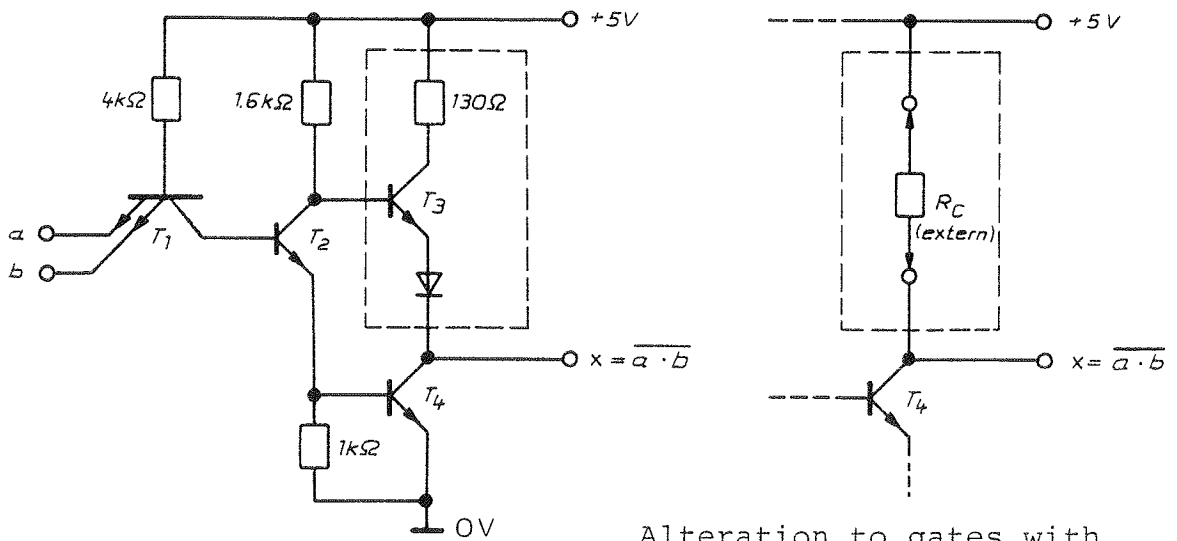 +5V
4kΩ
1.6kΩ
130Ω
T3
a
T1
T2
b
x = a · b
T4
1kΩ
0V
+5V
RC
(extern)
x = a · b
T4
Alteration to gates with